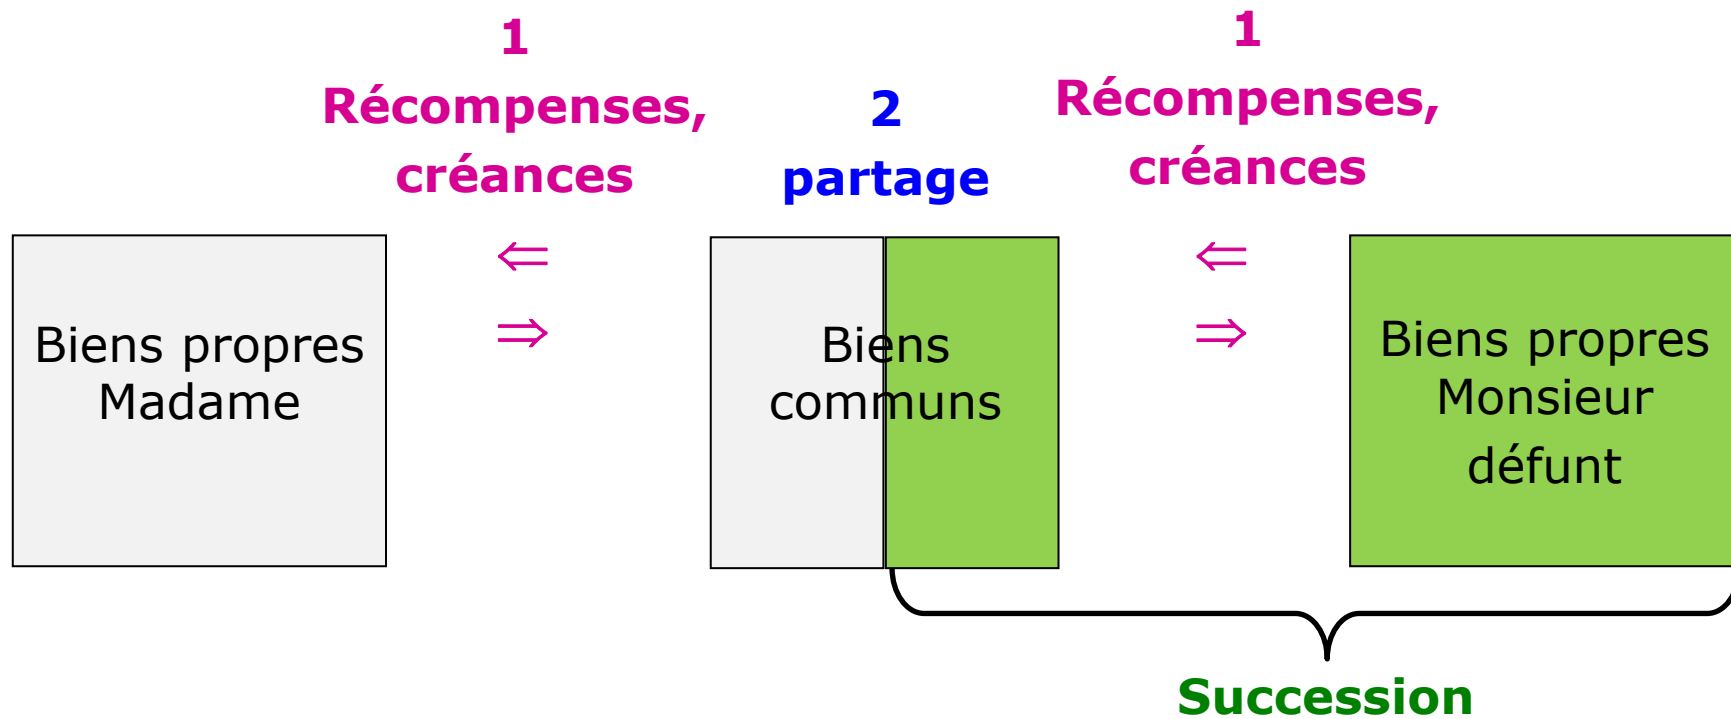 1
Récompenses,
créances
2
partage
1
Récompenses,
créances
Biens propres
Madame
⇐
⇒
Biens
communs
⇐
⇒
Biens propres
Monsieur
défunt
Succession